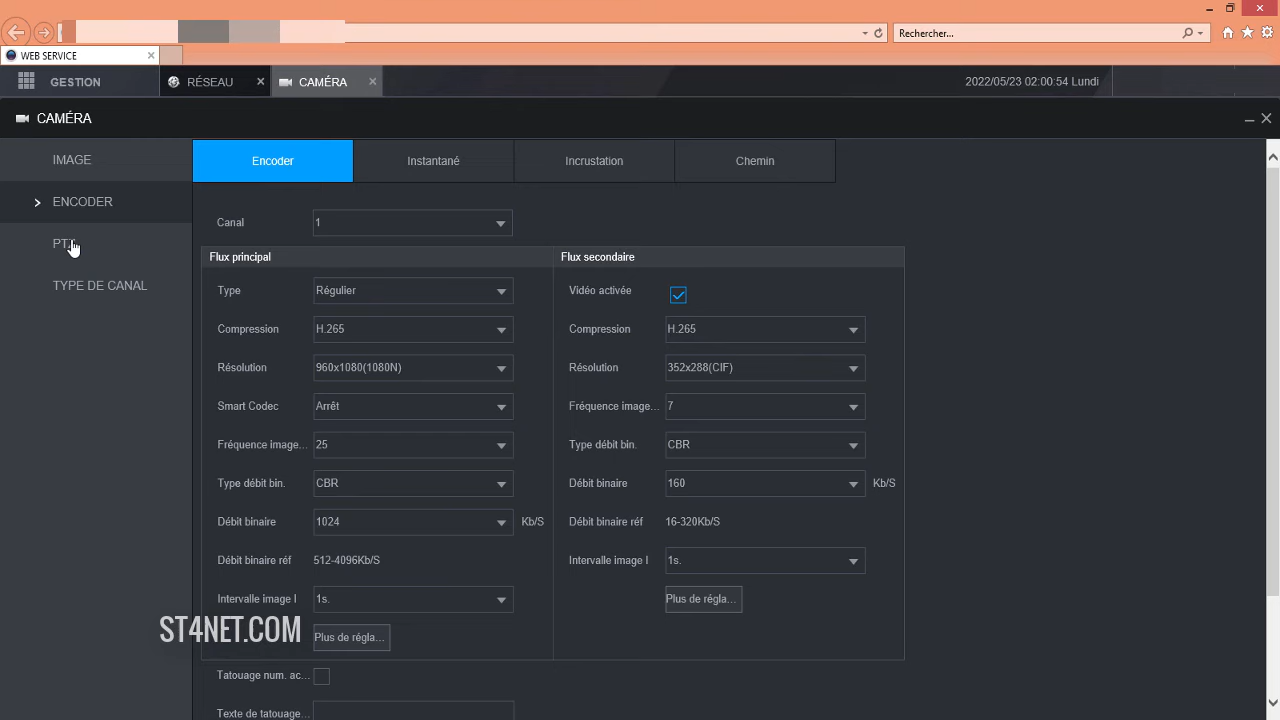 Rechercher...
WEB SERVICE
GESTION RÉSEAU CAMÉRA 2022/05/23 02:00:54 Lundi
CAMÉRA
IMAGE
ENCODER
TYPE DE CANAL
Encoder Instantané Incrustation Chemin
Canal 1
Flux principal Flux secondaire
Type Régulier Vidéo activée
Compression H.265 Compression H.265
Résolution 960x1080(1080N) Résolution 352x288(CIF)
Smart Codec Arrêt Fréquence image... 7
Fréquence image... 25 Type débit bin. CBR
Type débit bin. CBR Débit binaire 160 Kb/S
Débit binaire 1024 Kb/S Débit binaire réf 16-320Kb/S
Débit binaire réf 512-4096Kb/S Intervalle image I 1s.
Intervalle image I 1s. Plus de régla...
ST4NET.COM
Plus de régla...
Tatouage num. ac...
Texte de tatouage...